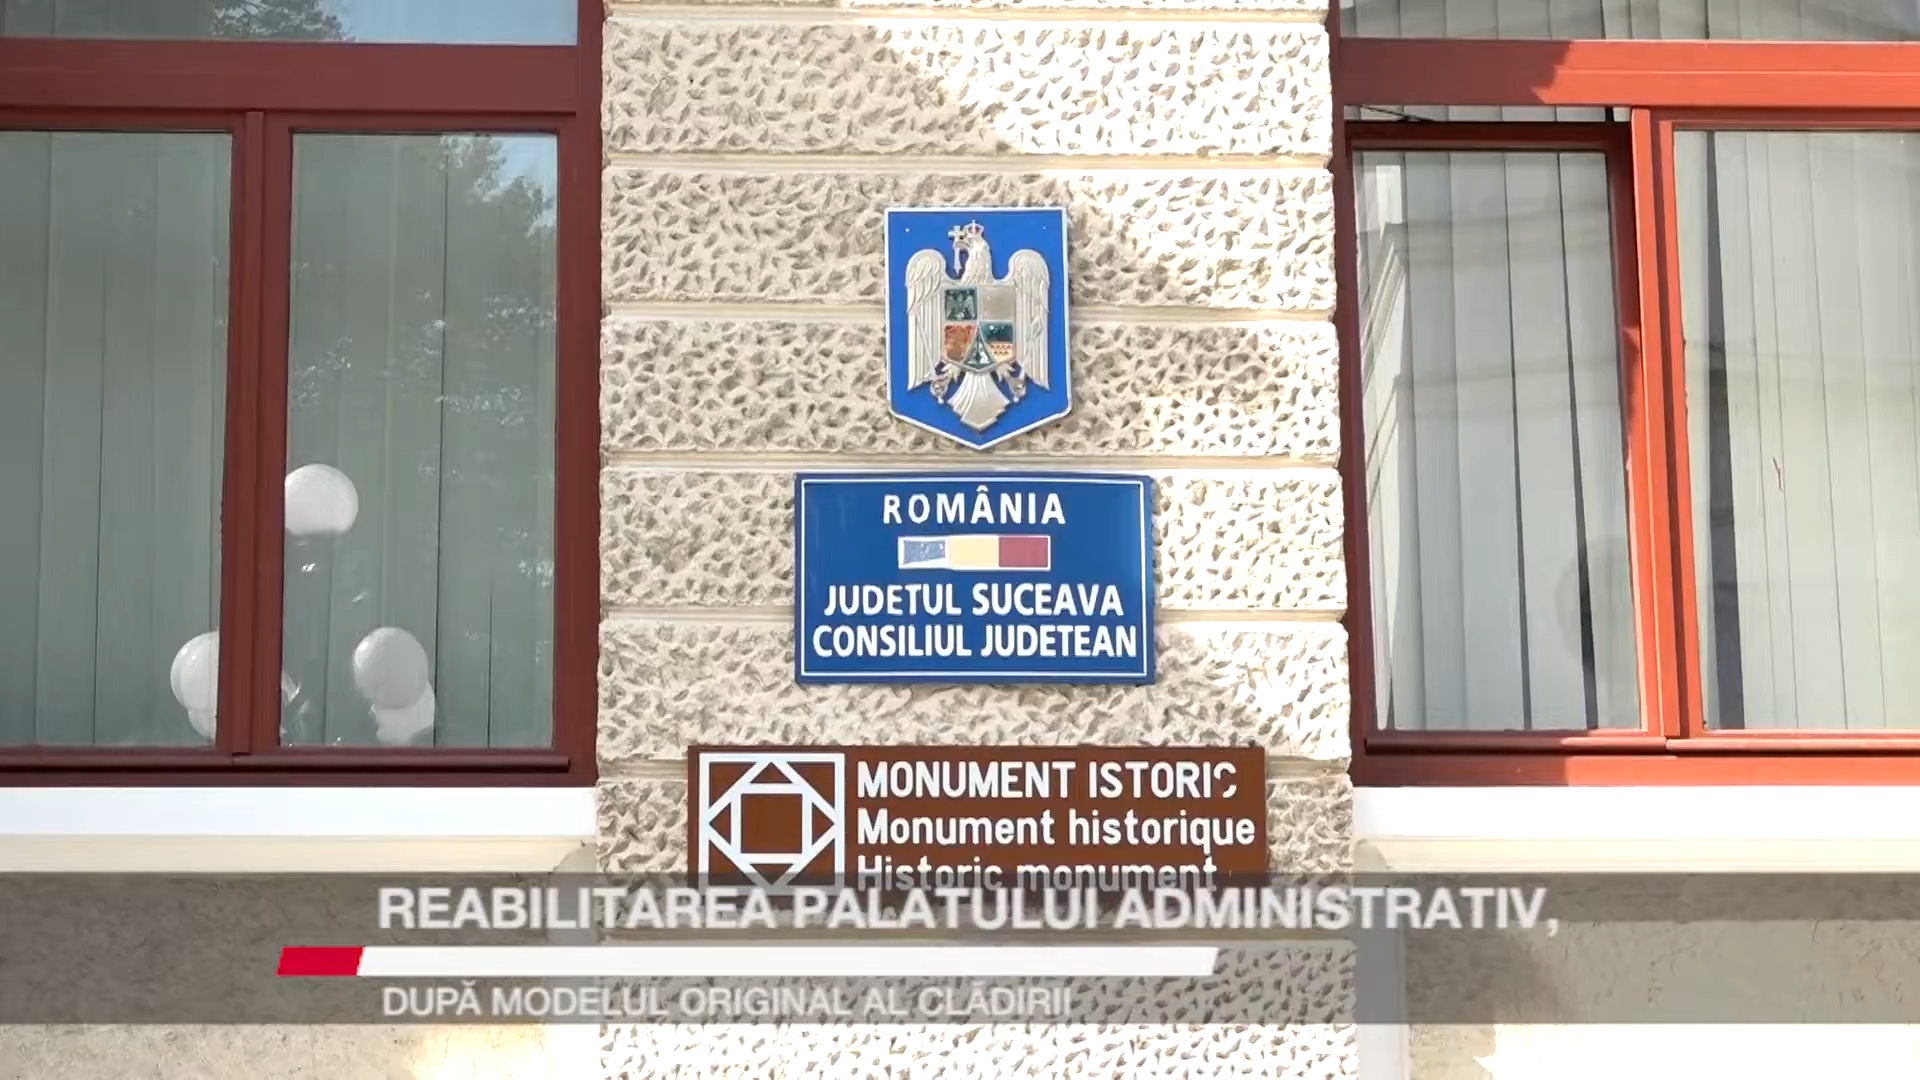 ROMÂNIA
JUDETUL SUCEAVA
CONSILIUL JUDETEAN
MONUMENT ISTORIC
Monument historique
Historic monument
REABILITAREA PALATULUI ADMINISTRATIV,
DUPĂ MODELUL ORIGINAL AL CLĂDIRII